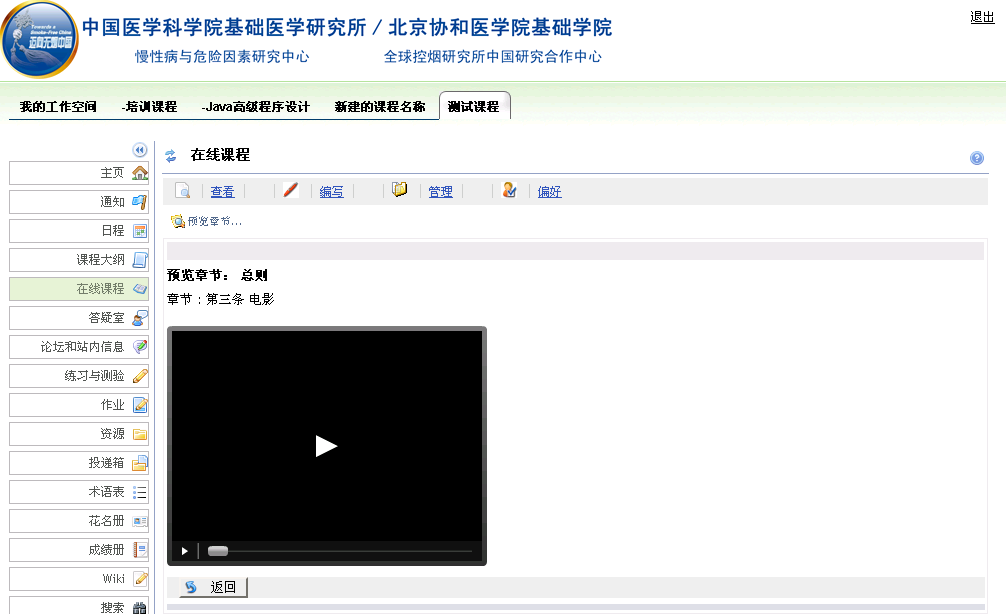 中国医学科学院基础医学研究所 / 北京协和医学院基础学院
退出
Towards a
Smoke-Free China
迈向无烟中国
慢性病与危险因素研究中心 全球控烟研究所中国研究合作中心
我的工作空间 -培训课程 -Java高级程序设计 新建的课程名称 测试课程
主页
通知
日程
课程大纲
在线课程
答疑室
论坛和站内信息
练习与测验
作业
资源
投递箱
术语表
花名册
成绩册
Wiki
搜索
在线课程
查看 编写 管理 偏好
预览章节...
预览章节： 总则
章节：第三条 电影
返回